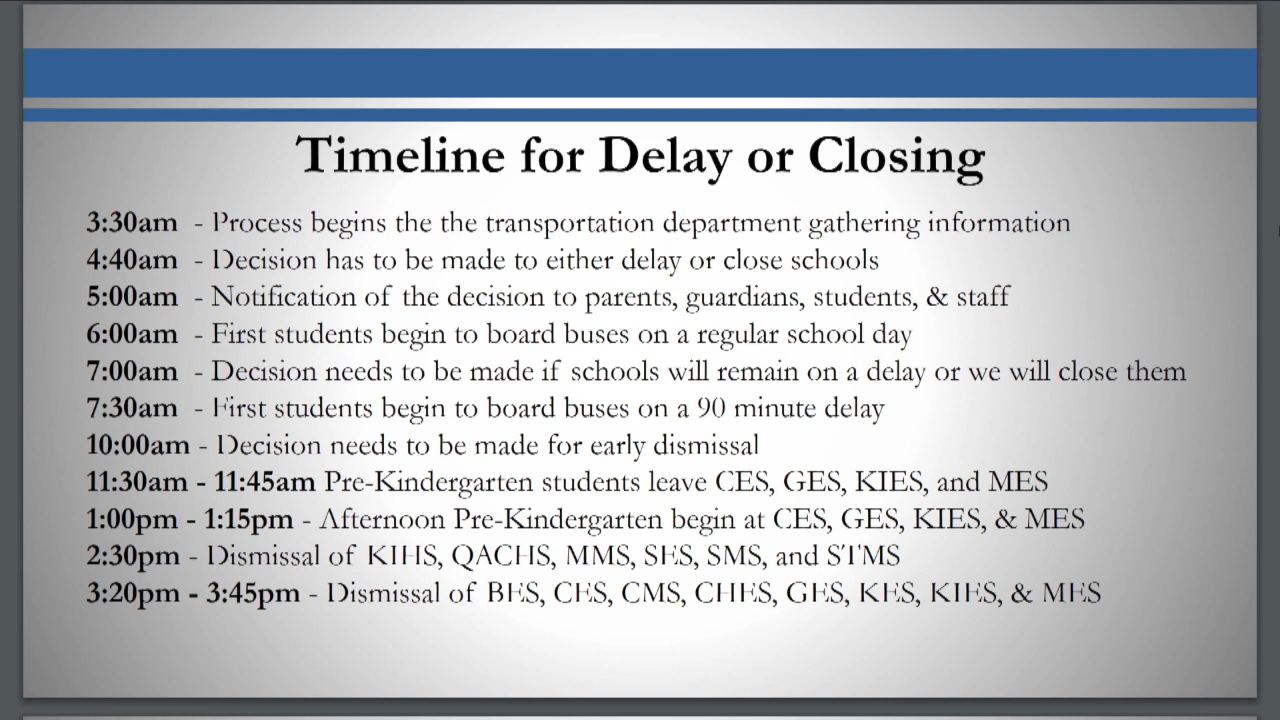 Timeline for Delay or Closing
3:30am - Process begins the the transportation department gathering information
4:40am - Decision has to be made to either delay or close schools
5:00am - Notification of the decision to parents, guardians, students, & staff
6:00am - First students begin to board buses on a regular school day
7:00am - Decision needs to be made if schools will remain on a delay or we will close them
7:30am - First students begin to board buses on a 90 minute delay
10:00am - Decision needs to be made for early dismissal
11:30am - 11:45am Pre-Kindergarten students leave CES, GES, KIES, and MES
1:00pm - 1:15pm - Afternoon Pre-Kindergarten begin at CES, GES, KIES, & MES
2:30pm - Dismissal of KIHS, QACHS, MMS, SES, SMS, and STMS
3:20pm - 3:45pm - Dismissal of BES, CES, CMS, CHES, GES, KES, KIES, & MES